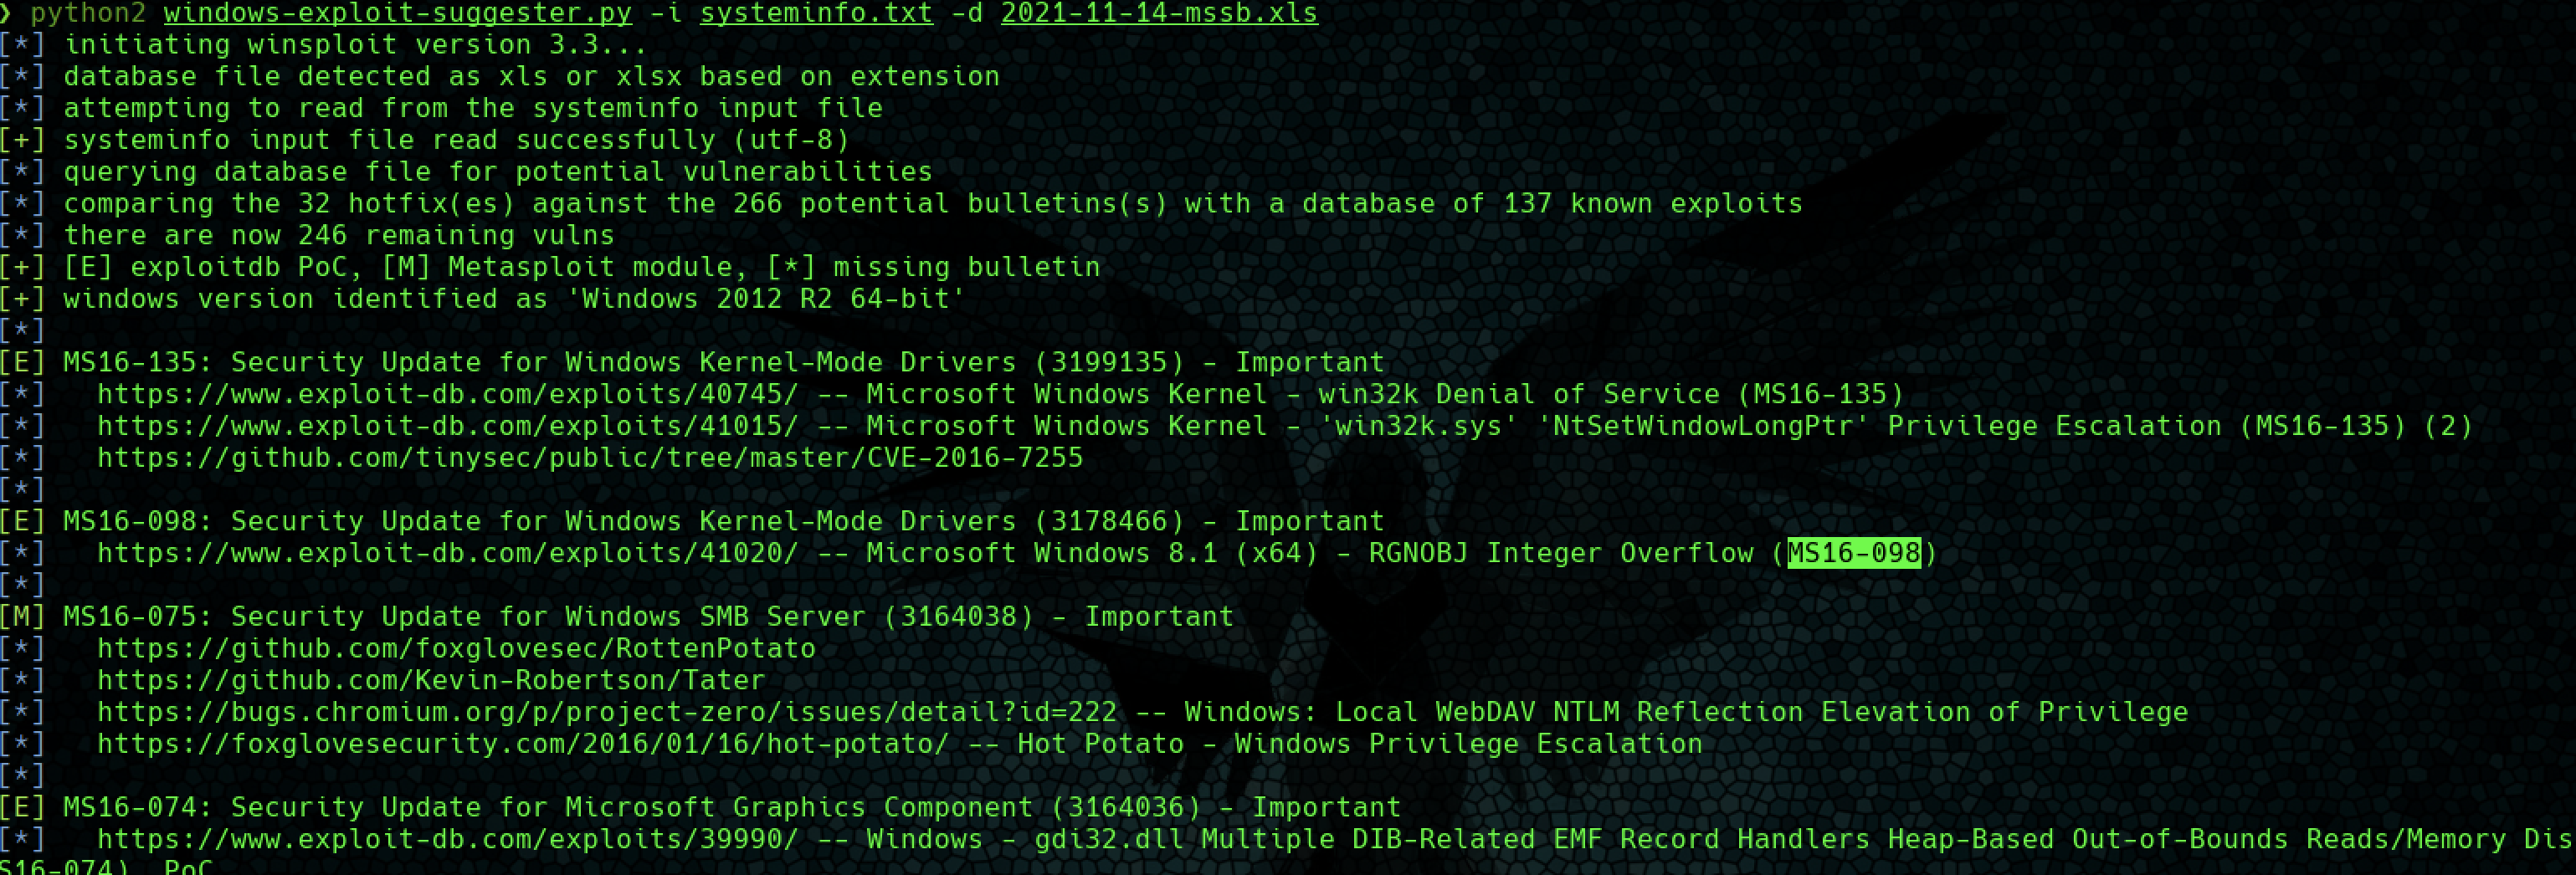 ❯ python2 windows-exploit-suggester.py -i systeminfo.txt -d 2021-11-14-mssb.xls
[*] initiating winsploit version 3.3...
[*] database file detected as xls or xlsx based on extension
[*] attempting to read from the systeminfo input file
[+] systeminfo input file read successfully (utf-8)
[*] querying database file for potential vulnerabilities
[*] comparing the 32 hotfix(es) against the 266 potential bulletins(s) with a database of 137 known exploits
[*] there are now 246 remaining vulns
[+] [E] exploitdb PoC, [M] Metasploit module, [*] missing bulletin
[+] windows version identified as 'Windows 2012 R2 64-bit'
[*]
[E] MS16-135: Security Update for Windows Kernel-Mode Drivers (3199135) - Important
[*]   https://www.exploit-db.com/exploits/40745/ -- Microsoft Windows Kernel - win32k Denial of Service (MS16-135)
[*]   https://www.exploit-db.com/exploits/41015/ -- Microsoft Windows Kernel - 'win32k.sys' 'NtSetWindowLongPtr' Privilege Escalation (MS16-135) (2)
[*]   https://github.com/tinysec/public/tree/master/CVE-2016-7255
[*]
[E] MS16-098: Security Update for Windows Kernel-Mode Drivers (3178466) - Important
[*]   https://www.exploit-db.com/exploits/41020/ -- Microsoft Windows 8.1 (x64) - RGNOBJ Integer Overflow (MS16-098)
[*]
[M] MS16-075: Security Update for Windows SMB Server (3164038) - Important
[*]   https://github.com/foxglovesec/RottenPotato
[*]   https://github.com/Kevin-Robertson/Tater
[*]   https://bugs.chromium.org/p/project-zero/issues/detail?id=222 -- Windows: Local WebDAV NTLM Reflection Elevation of Privilege
[*]   https://foxglovesecurity.com/2016/01/16/hot-potato/ -- Hot Potato - Windows Privilege Escalation
[*]
[E] MS16-074: Security Update for Microsoft Graphics Component (3164036) - Important
[*]   https://www.exploit-db.com/exploits/39990/ -- Windows - gdi32.dll Multiple DIB-Related EMF Record Handlers Heap-Based Out-of-Bounds Reads/Memory Dis
S16-074), PoC